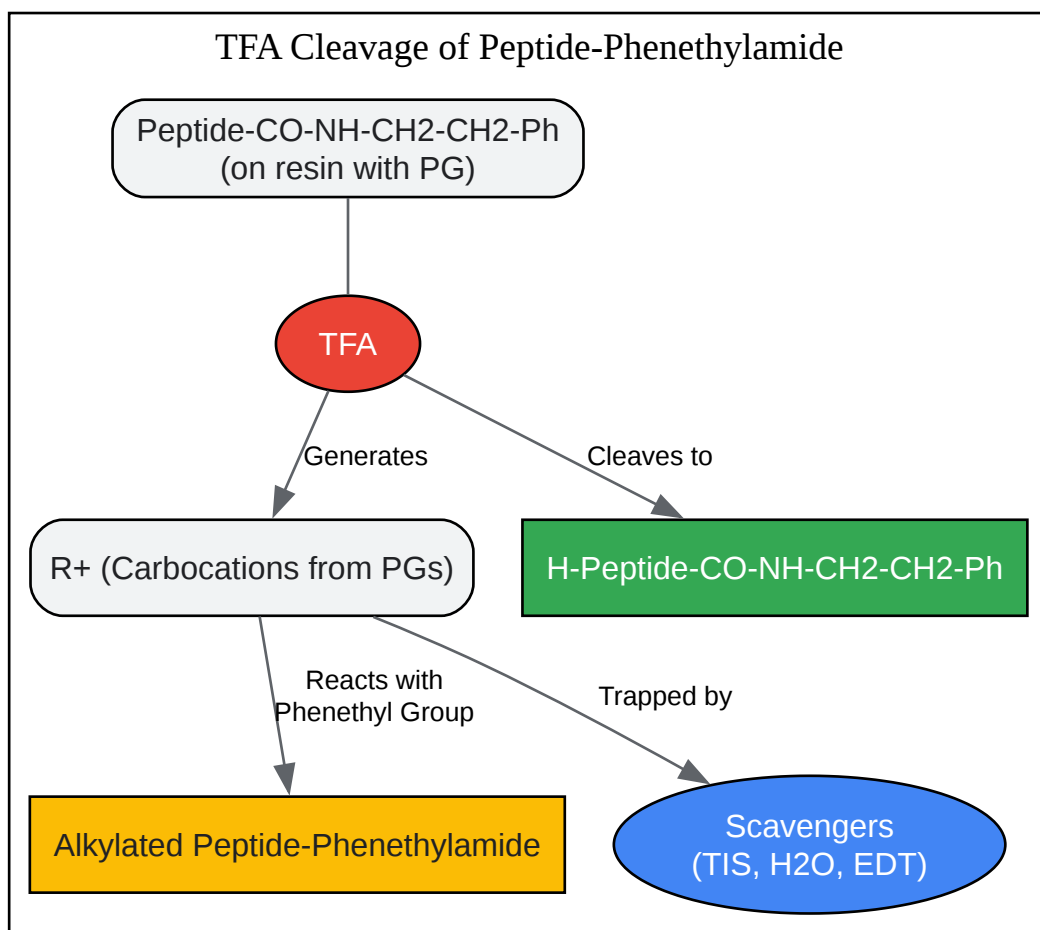 TFA Cleavage of Peptide-Phenethylamide
Peptide-CO-NH-CH2-CH2-Ph
(on resin with PG)
TFA
Generates
Cleaves to
R+ (Carbocations from PGs)
H-Peptide-CO-NH-CH2-CH2-Ph
Reacts with
Phenethyl Group
Trapped by
Alkylated Peptide-Phenethylamide
Scavengers
(TIS, H2O, EDT)